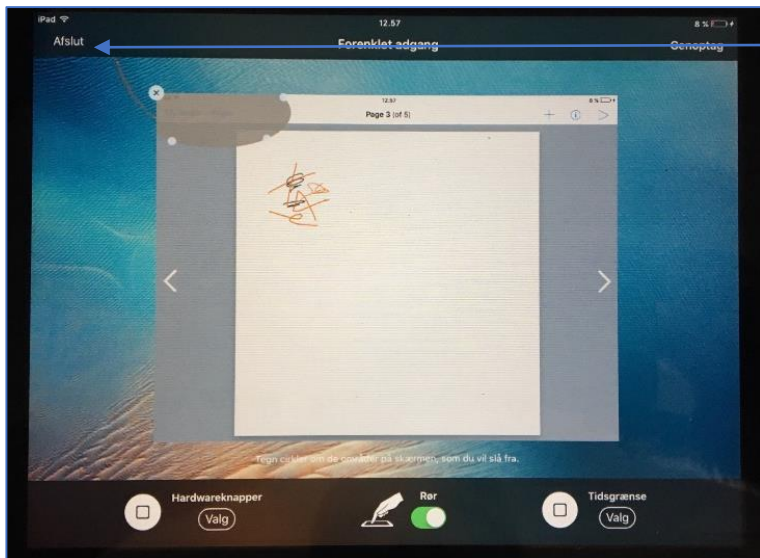 iPad 12.57 8 %
Afslut Forenklet adgang Genoptag
12.57 8 %
Page 3 (of 5)
Tegn cirkler om de områder på skærmen, som du vil slå fra.
Hardwareknapper
Valg
Rør
Tidsgrænse
Valg